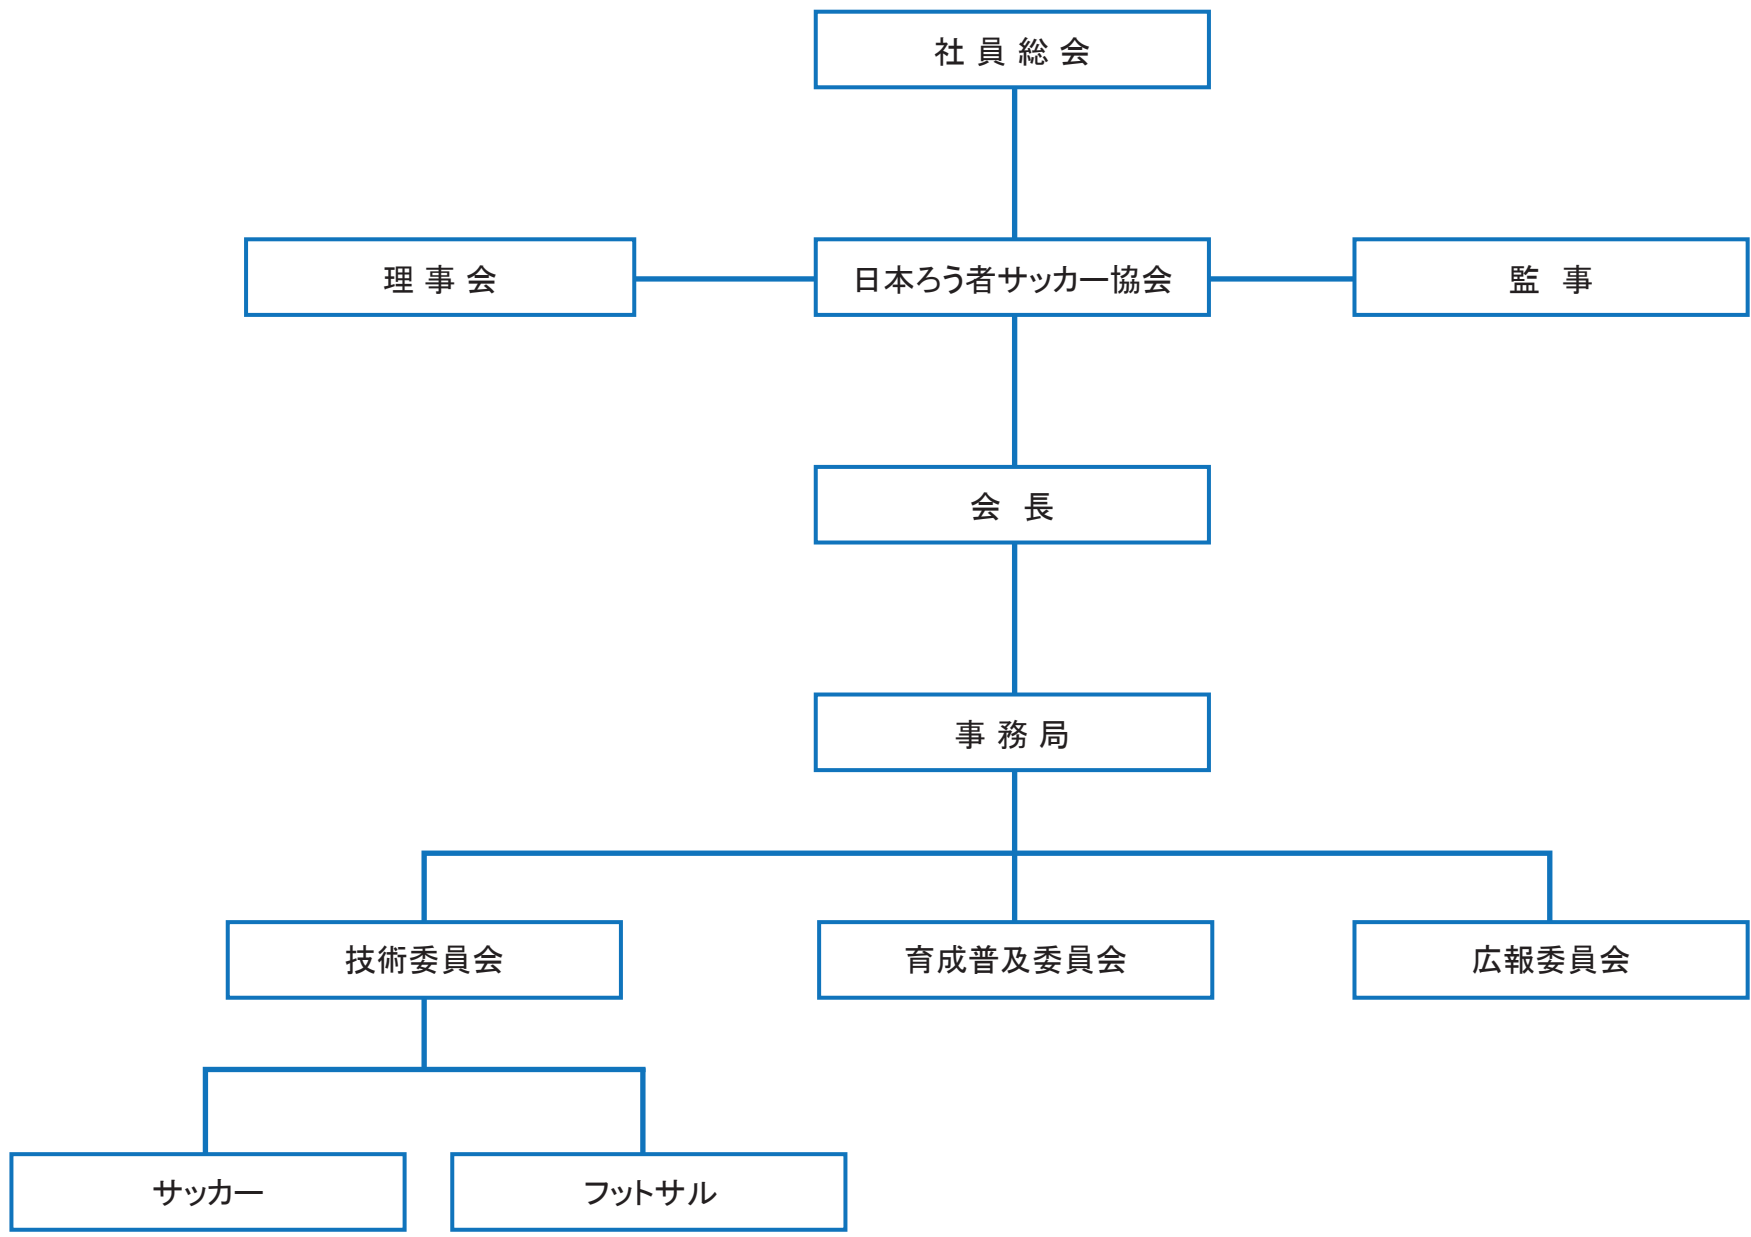 社員総会
理事会
日本ろう者サッカー協会
監事
会長
事務局
技術委員会
育成普及委員会
広報委員会
サッカー
フットサル